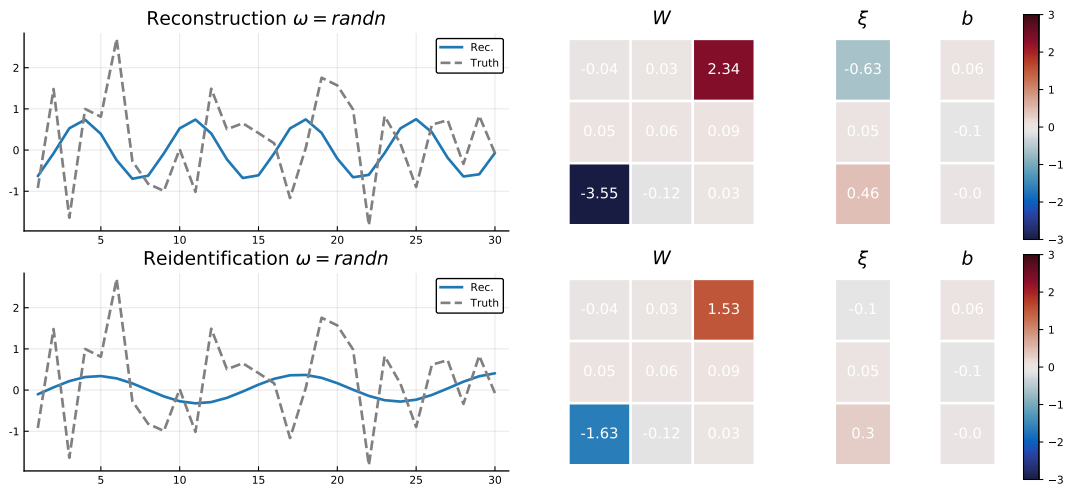 Reconstruction ω = randn
Rec.
Truth
2
1
0
-1
5
10
15
20
25
30
W
ξ
b
-0.04 0.03 2.34
0.05 0.06 0.09
-3.55 -0.12 0.03
-0.63
0.05
0.46
0.06
-0.1
-0.0
3
2
1
0
−1
−2
−3
Reidentification ω = randn
Rec.
Truth
2
1
0
-1
5
10
15
20
25
30
W
ξ
b
-0.04 0.03 1.53
0.05 0.06 0.09
-1.63 -0.12 0.03
-0.1
0.05
0.3
0.06
-0.1
-0.0
3
2
1
0
−1
−2
−3